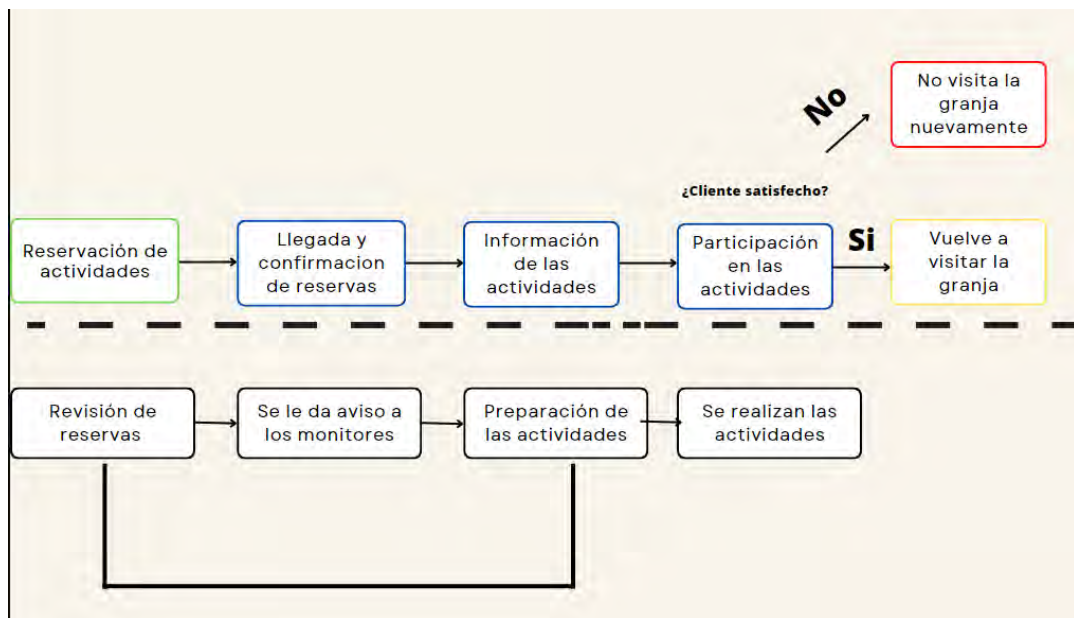 No
No visita la
granja
nuevamente
¿Cliente satisfecho?
Reservación de
actividades
Llegada y
confirmacion
de reservas
Información
de las
actividades
Participación
en las
actividades
Si
Vuelve a
visitar la
granja
Revisión de
reservas
Se le da aviso a
los monitores
Preparación de
las actividades
Se realizan las
actividades